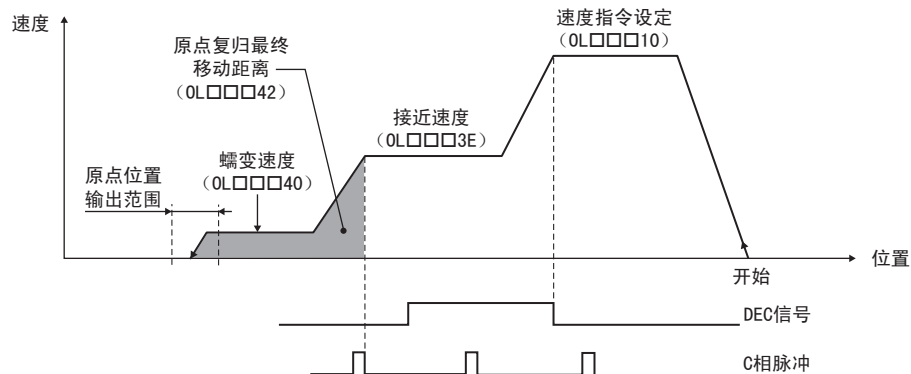 速度
速度指令设定
(OL□□□10)
原点复归最终
移动距离
(OL□□□42)
接近速度
(OL□□□3E)
原点位置
输出范围
蠕变速度
(OL□□□40)
位置
开始
DEC信号
C相脉冲